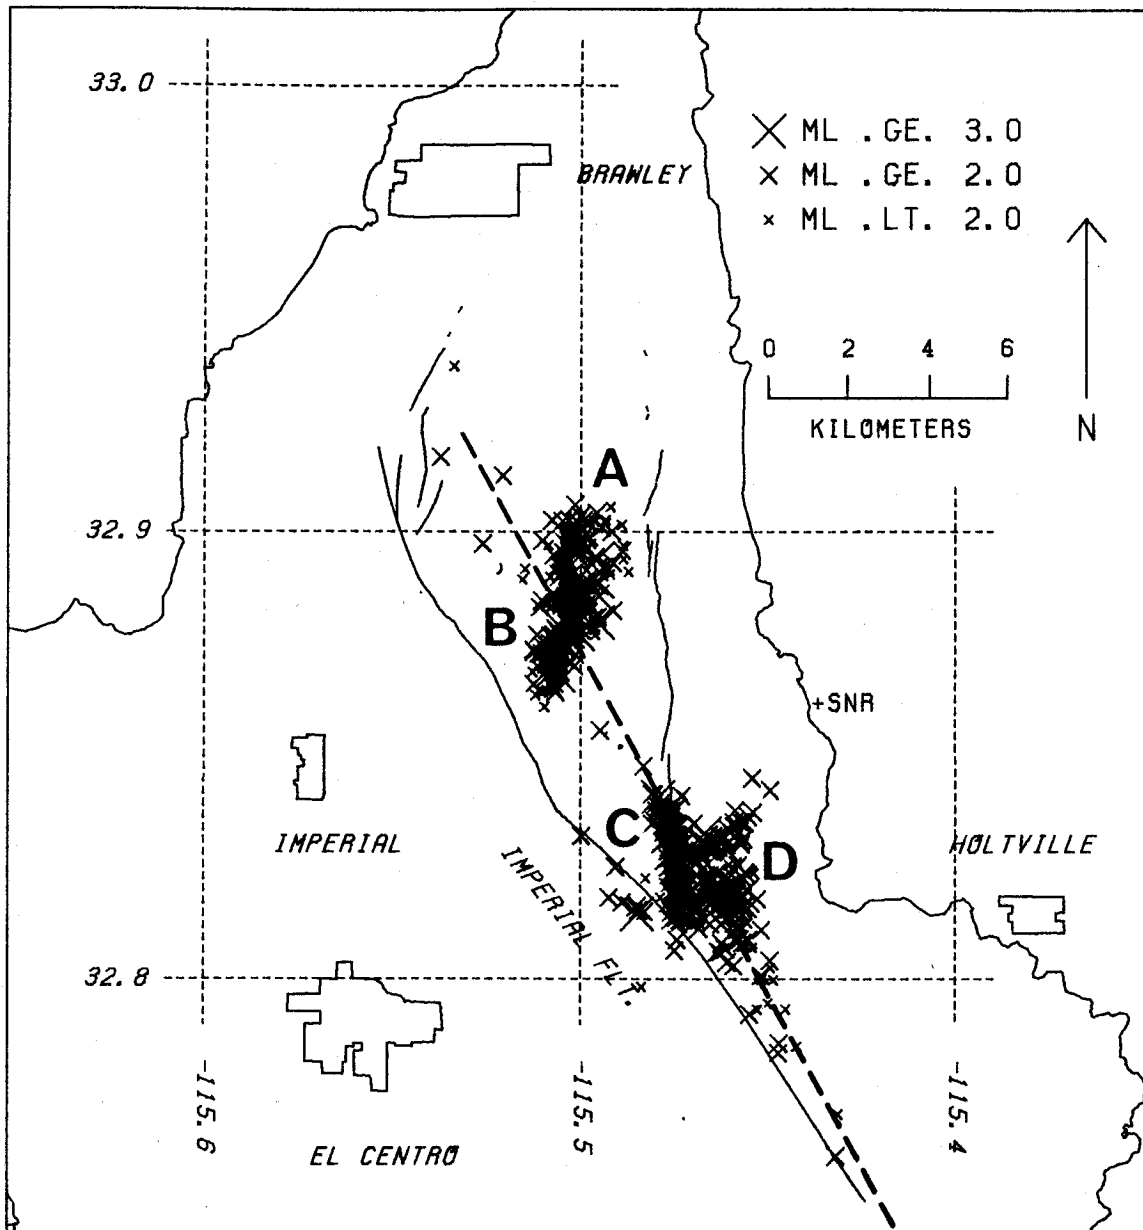 33.0
BRAWLEY
ML .GE. 3.0
ML .GE. 2.0
ML .LT. 2.0
0 2 4 6
KILOMETERS
N
A
32.9
B
+SNR
C
IMPERIAL
D
HOLTVILLE
IMPERIAL FLT.
32.8
-115.6
-115.5
-115.4
EL CENTRO